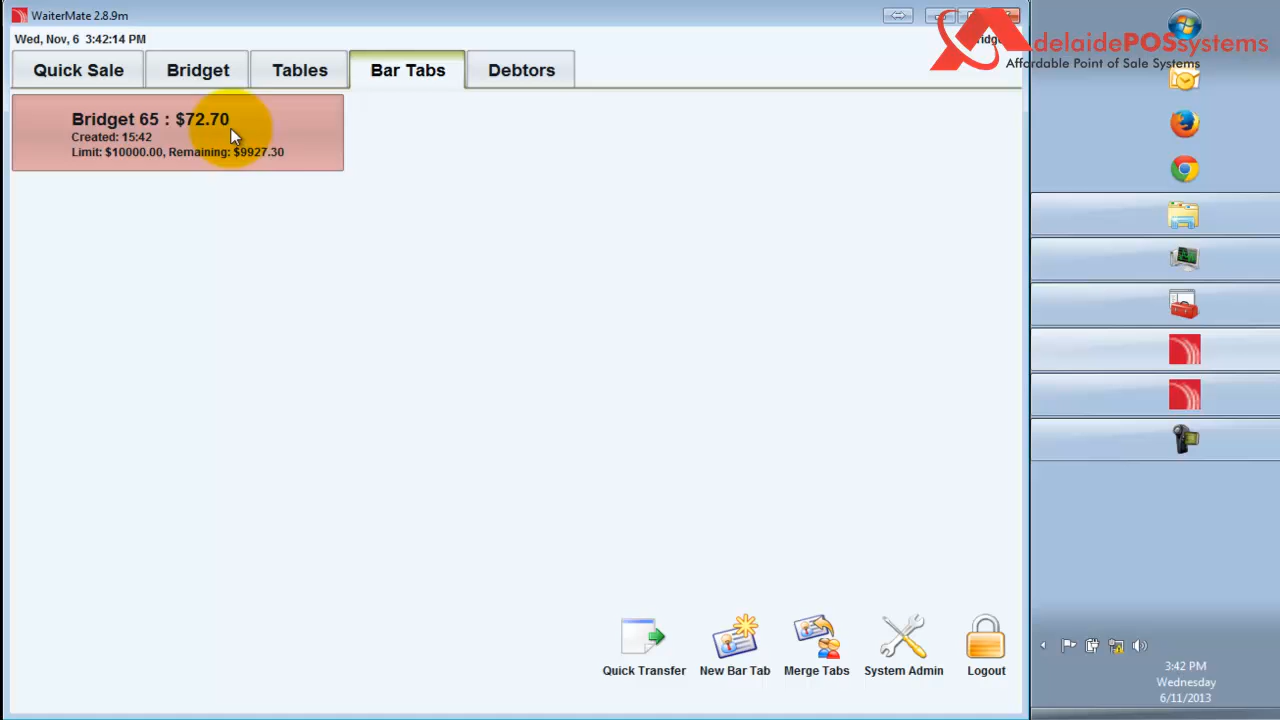 WaiterMate 2.8.9m
Wed, Nov, 6 3:42:14 PM
AdelaidePOSsystems
Affordable Point of Sale Systems
Quick Sale
Bridget
Tables
Bar Tabs
Debtors
Bridget 65 : $72.70
Created: 15:42
Limit: $10000.00, Remaining: $9927.30
Quick Transfer
New Bar Tab
Merge Tabs
System Admin
Logout
3:42 PM
Wednesday
6/11/2013